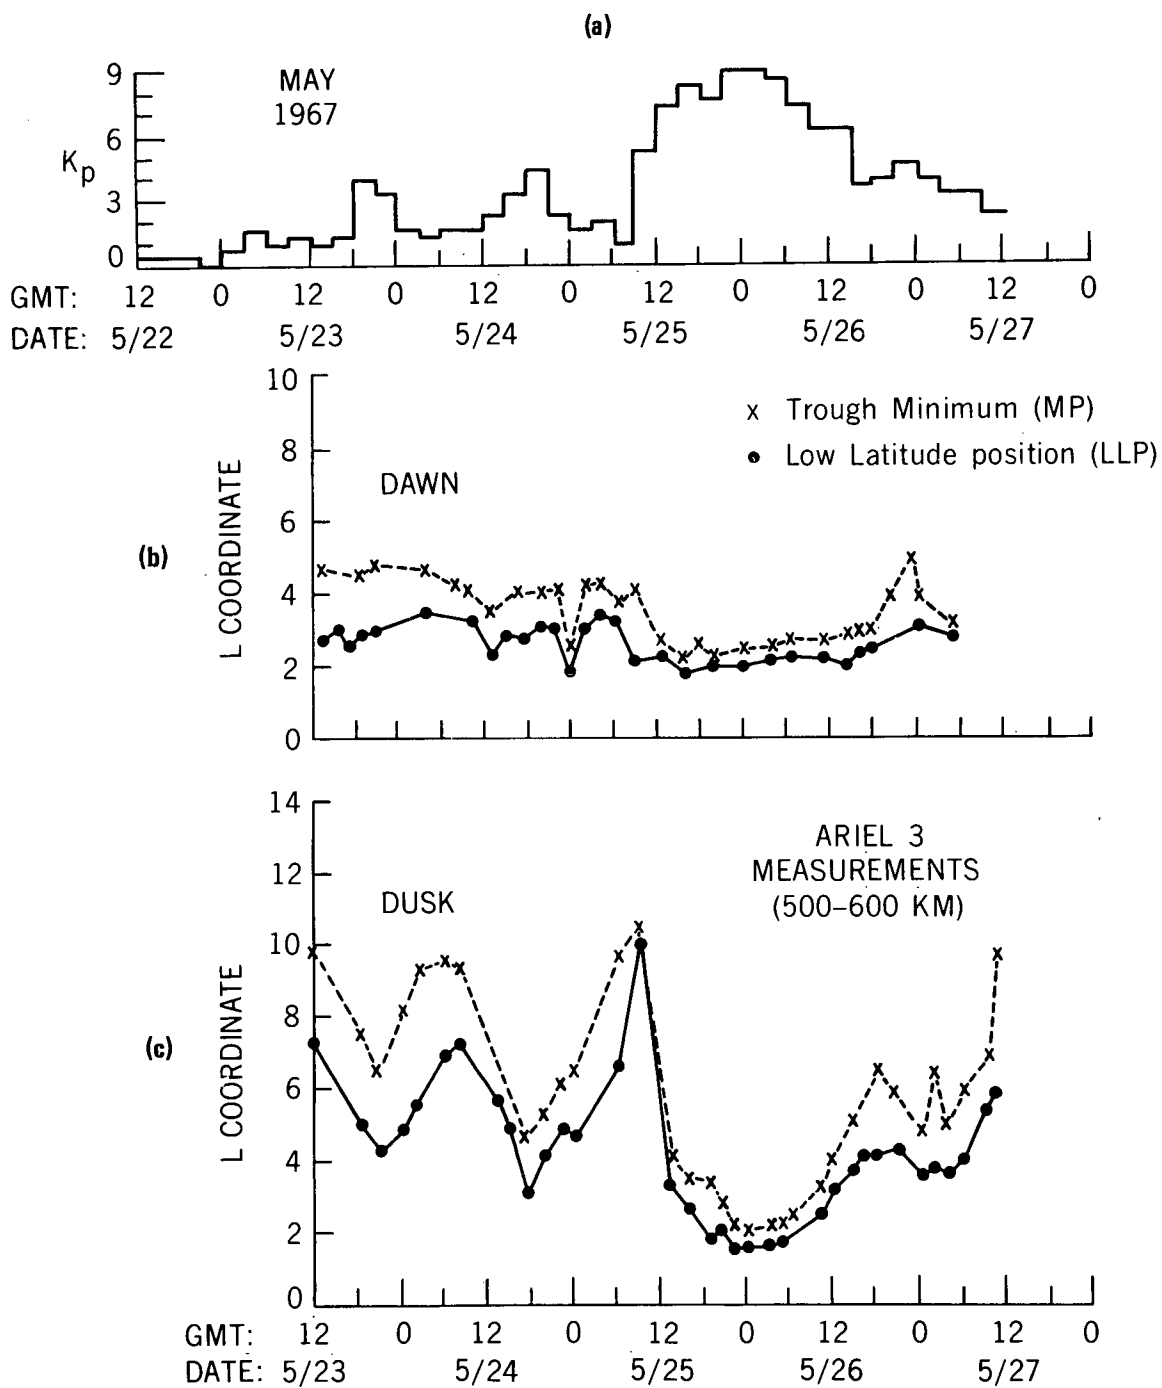 (a)
MAY
1967
Kp
9
6
3
0
GMT: 12 0 12 0 12 0 12 0 12 0 12 0
DATE: 5/22 5/23 5/24 5/25 5/26 5/27
(b)
L COORDINATE
10
8
6
4
2
0
DAWN
x Trough Minimum (MP)
● Low Latitude position (LLP)
(c)
L COORDINATE
14
12
10
8
6
4
2
0
DUSK
ARIEL 3
MEASUREMENTS
(500–600 KM)
GMT: 12 0 12 0 12 0 12 0 12 0
DATE: 5/23 5/24 5/25 5/26 5/27